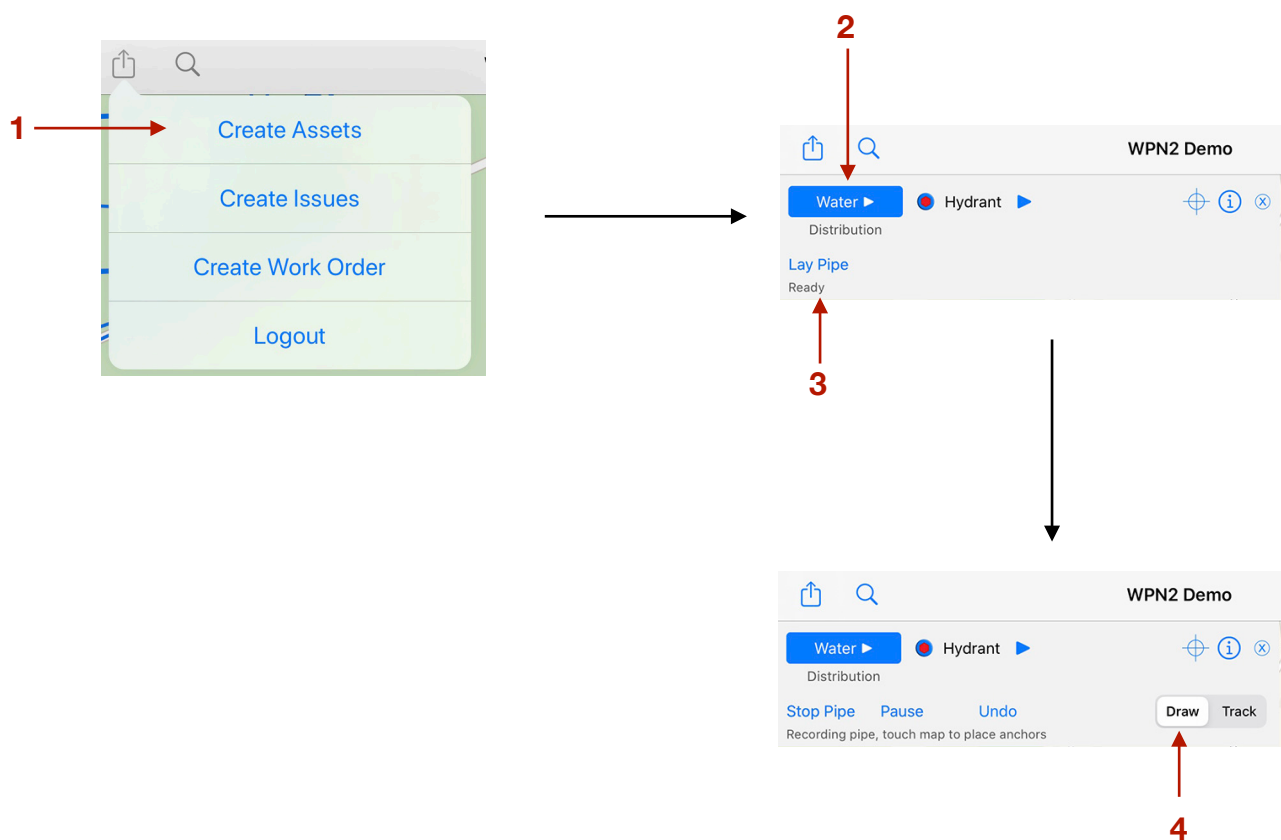 1
Create Assets
Create Issues
Create Work Order
Logout
2
WPN2 Demo
Water ▶ Hydrant ▶ i x
Distribution
Lay Pipe
Ready
3
WPN2 Demo
Water ▶ Hydrant ▶ i x
Distribution
Stop Pipe Pause Undo Draw Track
Recording pipe, touch map to place anchors
4